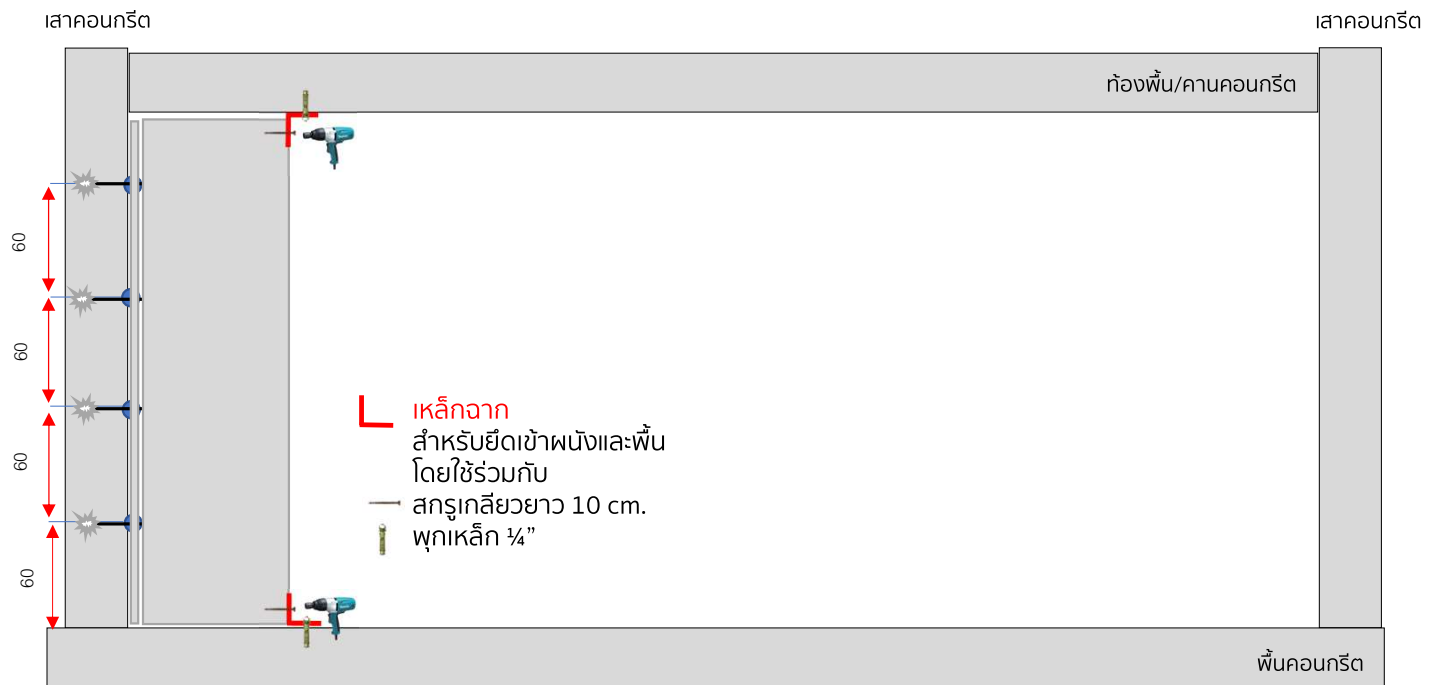 เสาคอนกรีต
เสาคอนกรีต
ท้องพื้น/คานคอนกรีต
60
60
60
60
เหล็กฉาก
สำหรับยึดเข้าผนังและพื้น
โดยใช้ร่วมกับ
สกรูเกลียวยาว 10 cm.
พุกเหล็ก ¼”
พื้นคอนกรีต